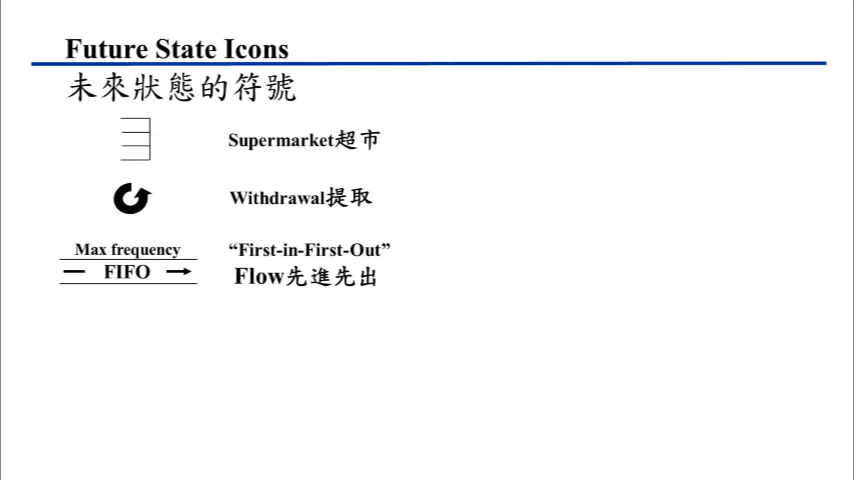 Future State Icons
未來狀態的符號
Supermarket超市
Withdrawal提取
Max frequency
FIFO
“First-in-First-Out”
Flow先進先出